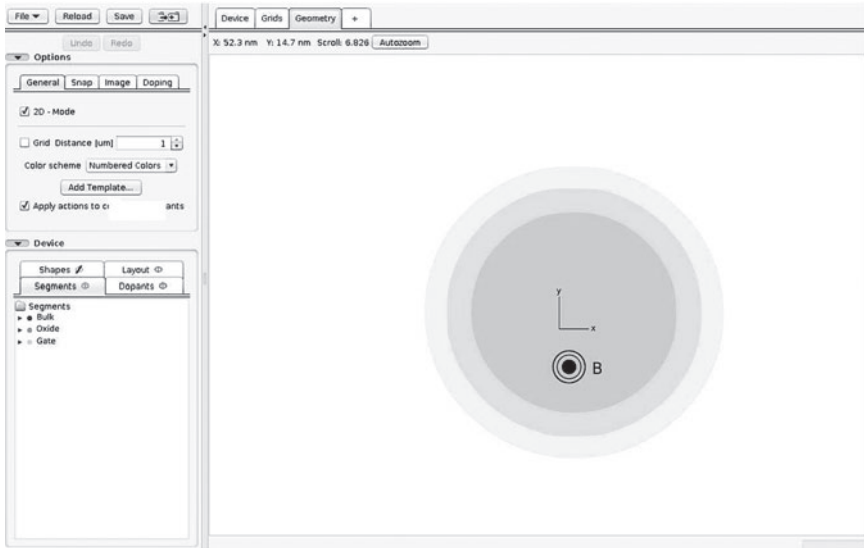 File Reload Save
Device Grids Geometry +
Undo Redo
X: 52.3 nm Y: 14.7 nm Scroll: 6.826 Autozoom
Options
General Snap Image Doping
2D - Mode
Grid Distance [um] 1
Color scheme Numbered Colors
Add Template...
Apply actions to ants
Device
Shapes Layout
Segments Dopants
Segments
Bulk
Oxide
Gate
y
x
B